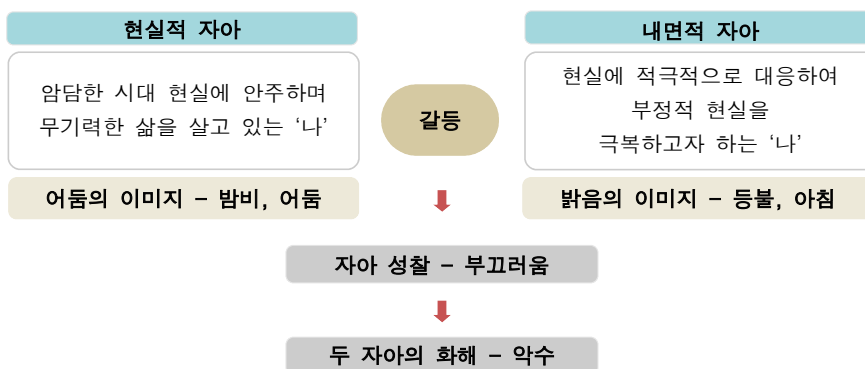 현실적 자아
암담한 시대 현실에 안주하며
무기력한 삶을 살고 있는 ‘나’
어둠의 이미지 – 밤비, 어둠
갈등
내면적 자아
현실에 적극적으로 대응하여
부정적 현실을
극복하고자 하는 ‘나’
밝음의 이미지 – 등불, 아침
자아 성찰 – 부끄러움
두 자아의 화해 – 악수